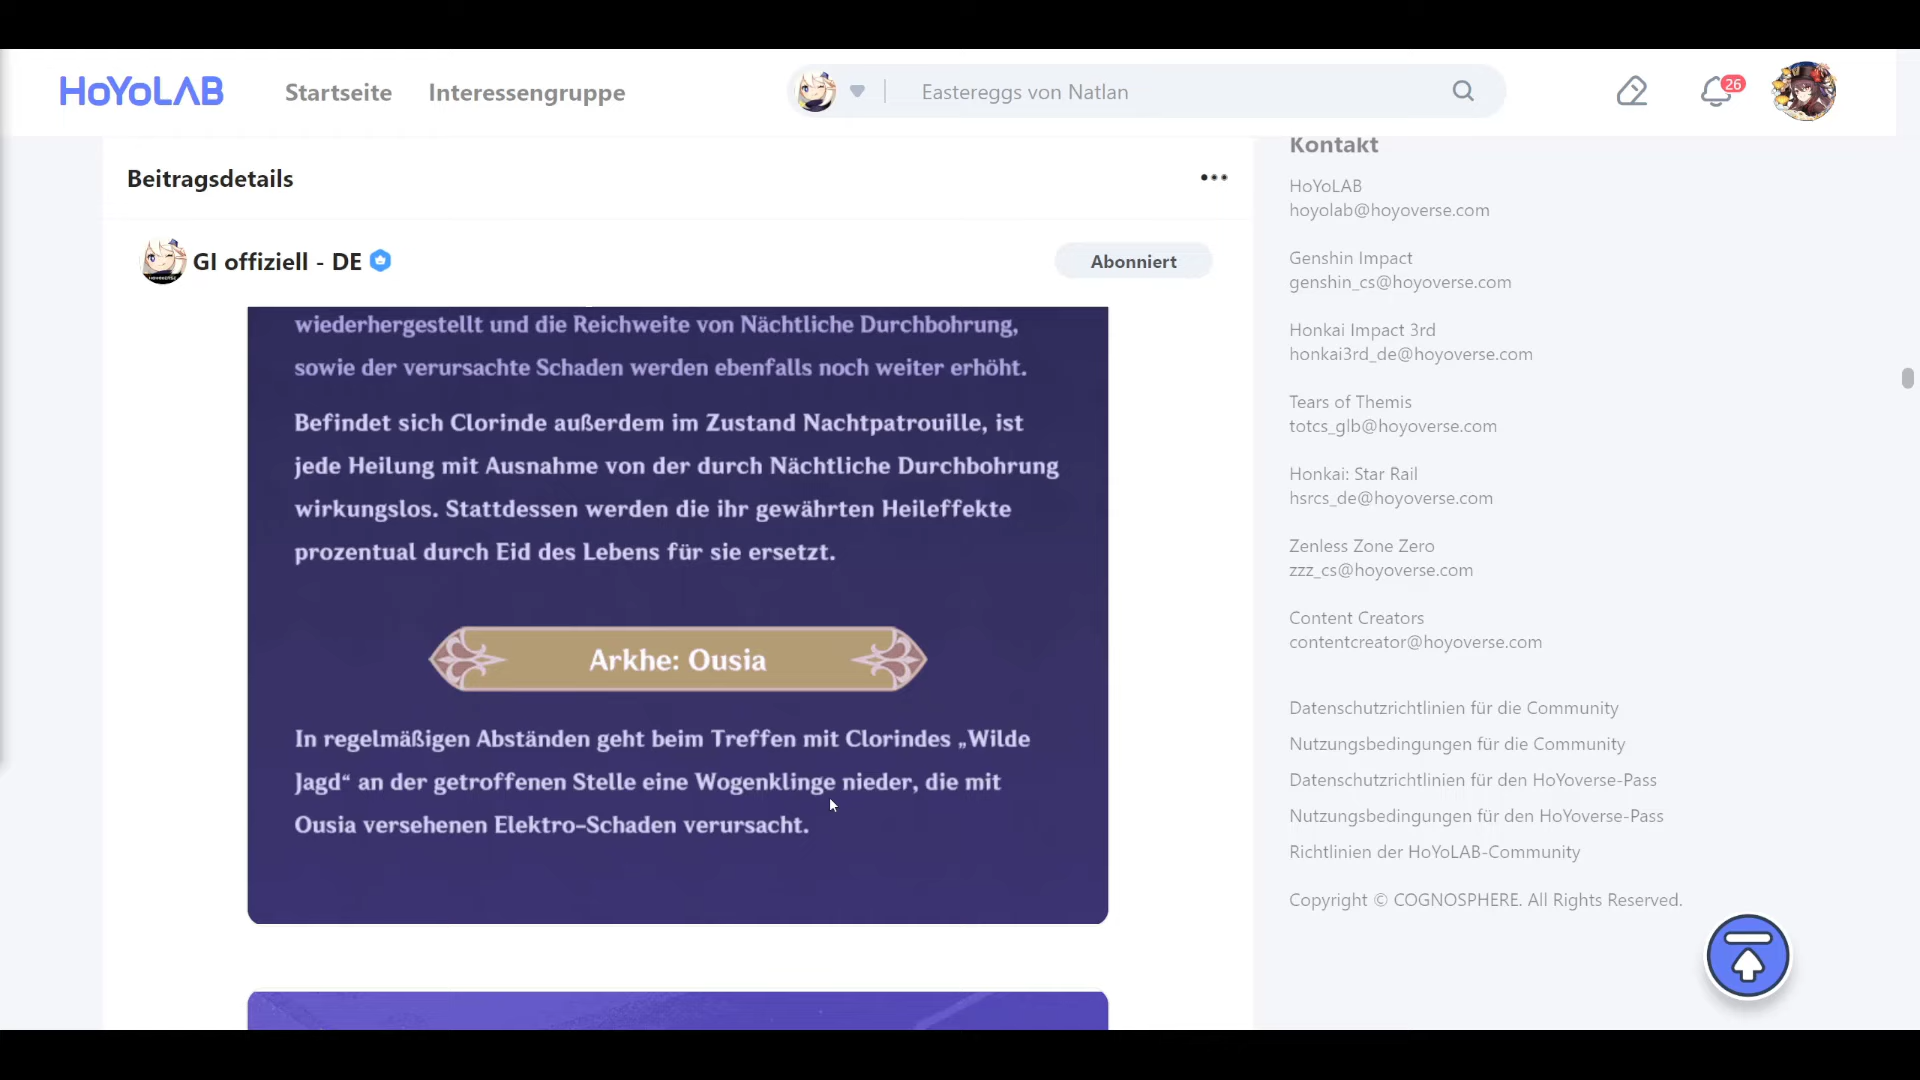 HoYoLAB
Startseite
Interessengruppe
Eastereggs von Natlan
26
Beitragsdetails
GI offiziell - DE
Abonniert
wiederhergestellt und die Reichweite von Nächtliche Durchbohrung,
sowie der verursachte Schaden werden ebenfalls noch weiter erhöht.
Befindet sich Clorinde außerdem im Zustand Nachtpatrouille, ist
jede Heilung mit Ausnahme von der durch Nächtliche Durchbohrung
wirkungslos. Stattdessen werden die ihr gewährten Heileffekte
prozentual durch Eid des Lebens für sie ersetzt.
Arkhe: Ousia
In regelmäßigen Abständen geht beim Treffen mit Clorindes „Wilde
Jagd“ an der getroffenen Stelle eine Wogenklinge nieder, die mit
Ousia versehenen Elektro-Schaden verursacht.
Kontakt
HoYoLAB
hoyolab@hoyoverse.com
Genshin Impact
genshin_cs@hoyoverse.com
Honkai Impact 3rd
honkai3rd_de@hoyoverse.com
Tears of Themis
totcs_glb@hoyoverse.com
Honkai: Star Rail
hsrcs_de@hoyoverse.com
Zenless Zone Zero
zzz_cs@hoyoverse.com
Content Creators
contentcreator@hoyoverse.com
Datenschutzrichtlinien für die Community
Nutzungsbedingungen für die Community
Datenschutzrichtlinien für den HoYoverse-Pass
Nutzungsbedingungen für den HoYoverse-Pass
Richtlinien der HoYoLAB-Community
Copyright © COGNOSPHERE. All Rights Reserved.